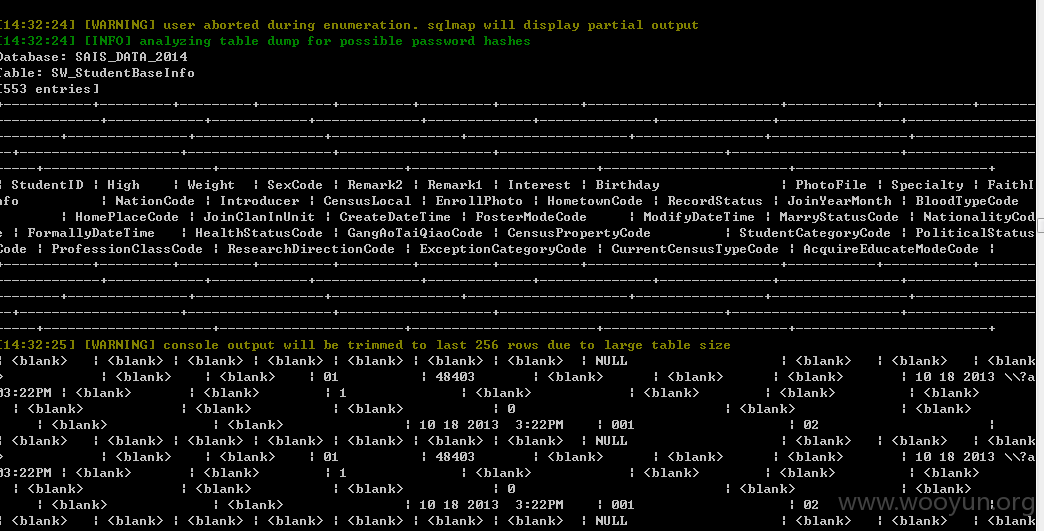 [14:32:24] [WARNING] user aborted during enumeration. sqlmap will display partial output
[14:32:24] [INFO] analyzing table dump for possible password hashes
Database: SAIS_DATA_2014
Table: SW_StudentBaseInfo
[553 entries]
| StudentID | High | Weight | SexCode | Remark2 | Remark1 | Interest | Birthday | PhotoFile | Specialty | FaithI
nfo | NationCode | Introducer | CensusLocal | EnrollPhoto | HometownCode | RecordStatus | JoinYearMonth | BloodTypeCode
| HomePlaceCode | JoinClanInUnit | CreateDateTime | FosterModeCode | ModifyDateTime | MarryStatusCode | NationalityCod
e | FormallyDateTime | HealthStatusCode | GangAoTaiQiaoCode | CensusPropertyCode | StudentCategoryCode | PoliticalStatus
Code | ProfessionClassCode | ResearchDirectionCode | ExceptionCategoryCode | CurrentCensusTypeCode | AcquireEducateModeCode |
[14:32:25] [WARNING] console output will be trimmed to last 256 rows due to large table size
| <blank> | <blank> | <blank> | <blank> | <blank> | <blank> | <blank> | NULL | <blank> | <blank> | <blank
> | <blank> | <blank> | 01 | 48403 | <blank> | <blank> | <blank> | 10 18 2013 \\?a
03:22PM | <blank> | <blank> | 1 | <blank> | <blank> | <blank>
| <blank> | <blank> | <blank> | 0 | <blank> | <blank>
| <blank> | <blank> | 10 18 2013 3:22PM | 001 | 02 |
| <blank> | <blank> | <blank> | <blank> | <blank> | <blank> | <blank> | NULL | <blank> | <blank> | <blank
> | <blank> | <blank> | 01 | 48403 | <blank> | <blank> | <blank> | 10 18 2013 \\?a
03:22PM | <blank> | <blank> | 1 | <blank> | <blank> | <blank>
| <blank> | <blank> | <blank> | 0 | <blank> | <blank>
| <blank> | <blank> | 10 18 2013 3:22PM | 001 | 02 |
| <blank> | <blank> | <blank> | <blank> | <blank> | <blank> | <blank> | NULL | <blank> | <blank> | <blank
www.wooyun.org